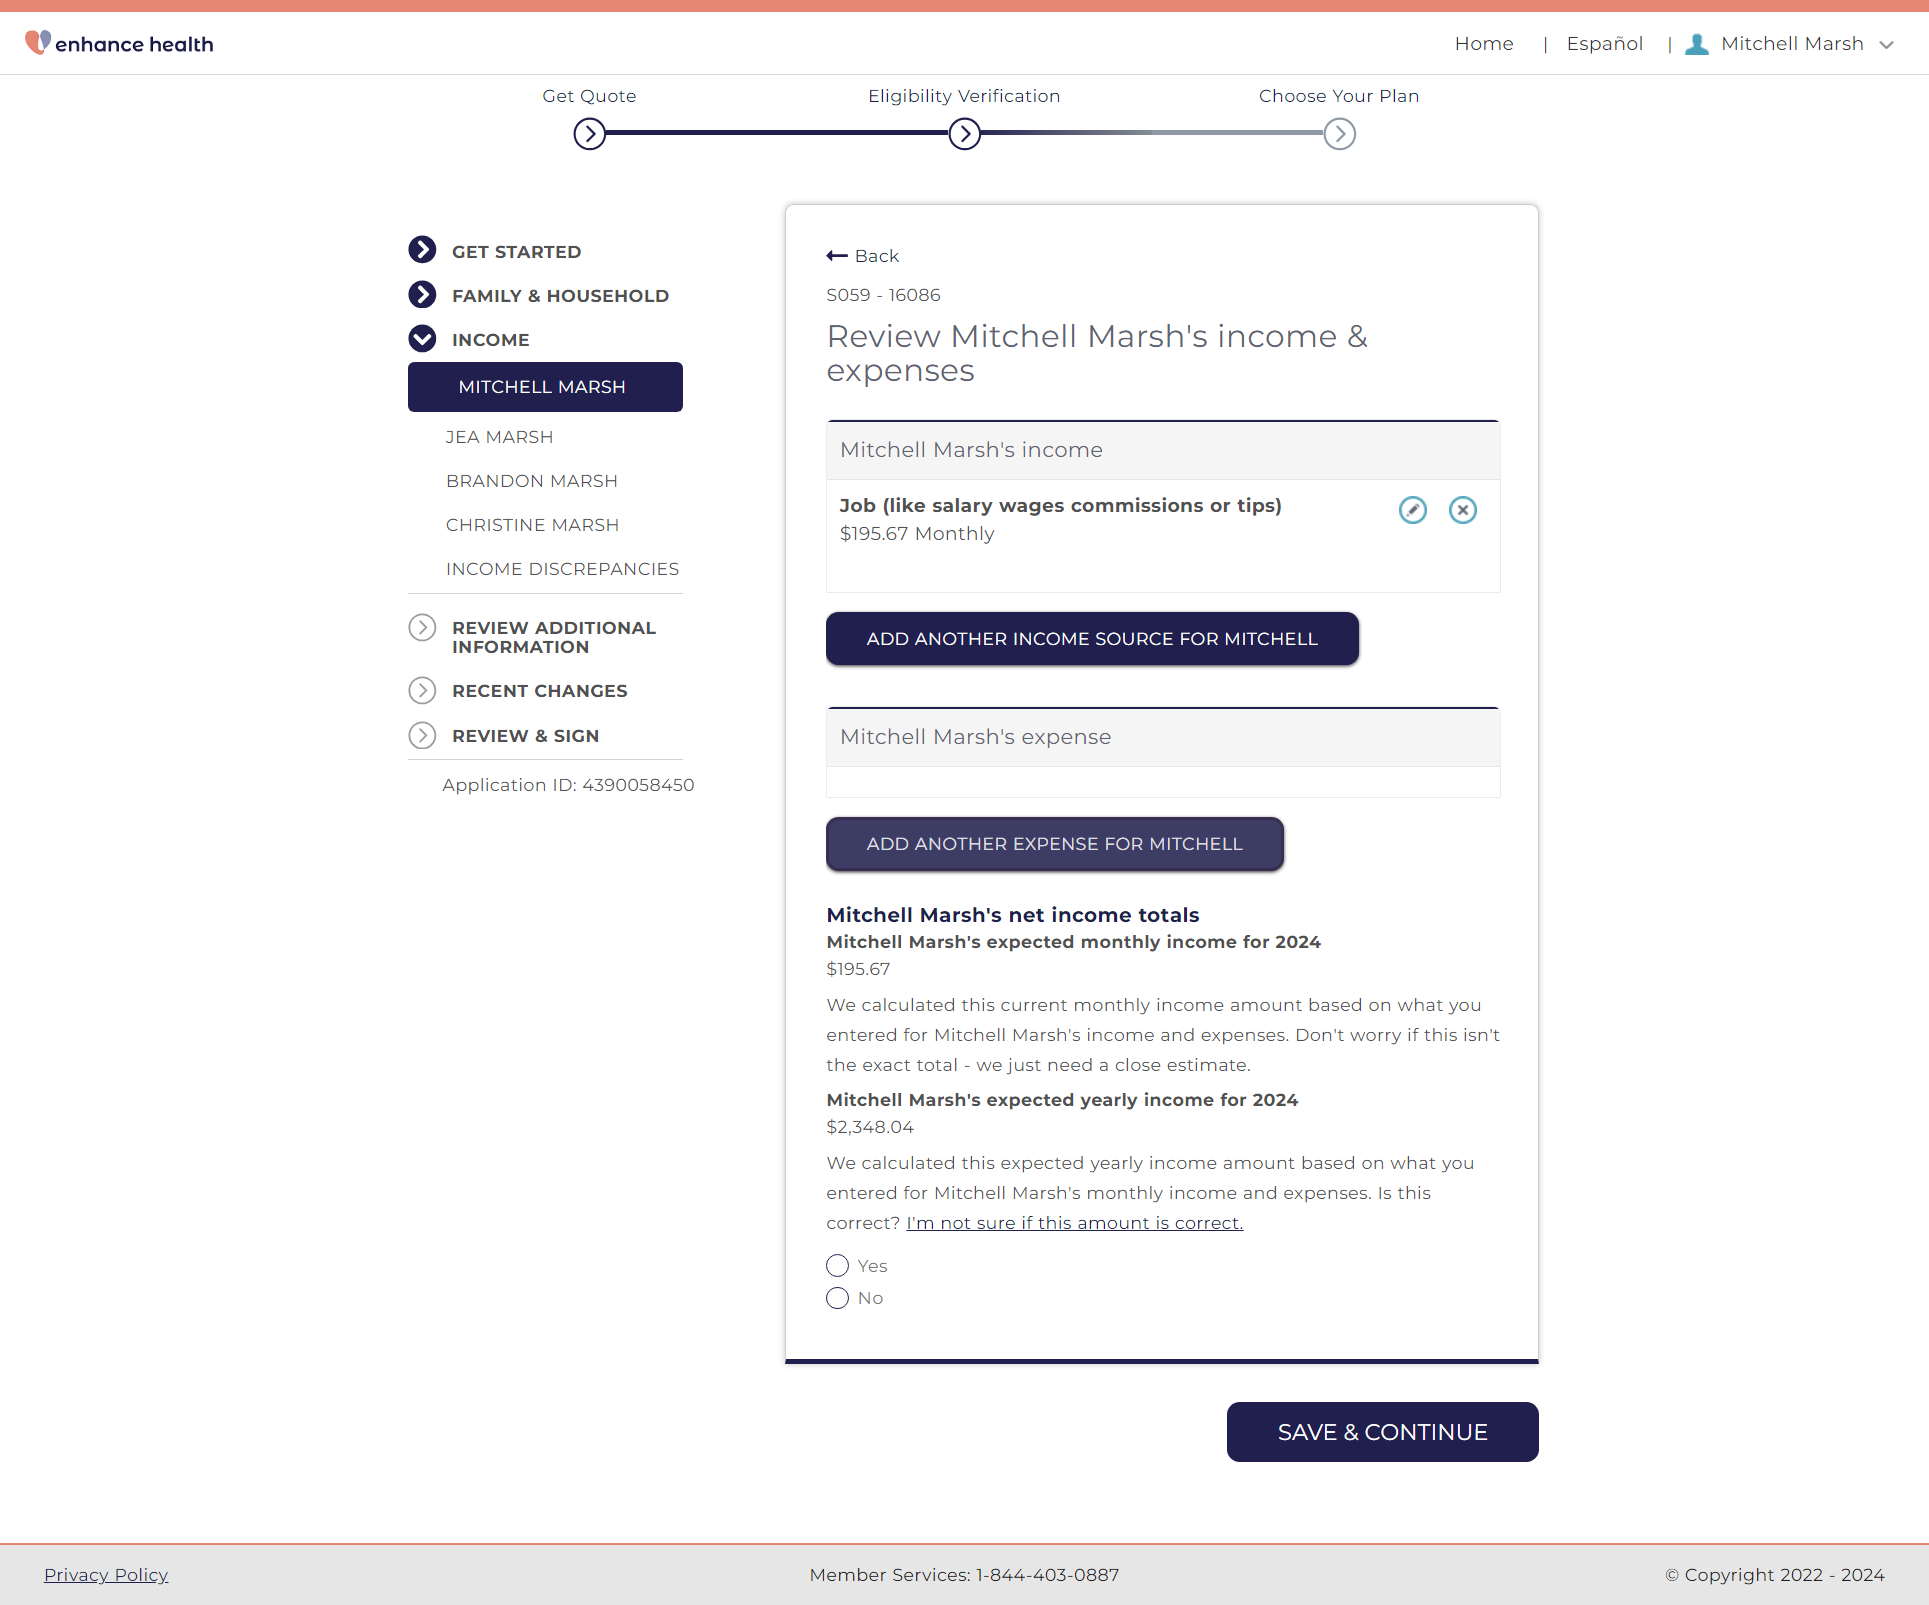 enhance health
Home | Español | Mitchell Marsh
Get Quote
Eligibility Verification
Choose Your Plan
GET STARTED
FAMILY & HOUSEHOLD
INCOME
MITCHELL MARSH
JEA MARSH
BRANDON MARSH
CHRISTINE MARSH
INCOME DISCREPANCIES
REVIEW ADDITIONAL
INFORMATION
RECENT CHANGES
REVIEW & SIGN
Application ID: 4390058450
Back
S059 - 16086
Review Mitchell Marsh's income &
expenses
Mitchell Marsh's income
Job (like salary wages commissions or tips)
$195.67 Monthly
ADD ANOTHER INCOME SOURCE FOR MITCHELL
Mitchell Marsh's expense
ADD ANOTHER EXPENSE FOR MITCHELL
Mitchell Marsh's net income totals
Mitchell Marsh's expected monthly income for 2024
$195.67
We calculated this current monthly income amount based on what you
entered for Mitchell Marsh's income and expenses. Don't worry if this isn't
the exact total - we just need a close estimate.
Mitchell Marsh's expected yearly income for 2024
$2,348.04
We calculated this expected yearly income amount based on what you
entered for Mitchell Marsh's monthly income and expenses. Is this
correct? I'm not sure if this amount is correct.
Yes
No
SAVE & CONTINUE
Privacy Policy
Member Services: 1-844-403-0887
© Copyright 2022 - 2024